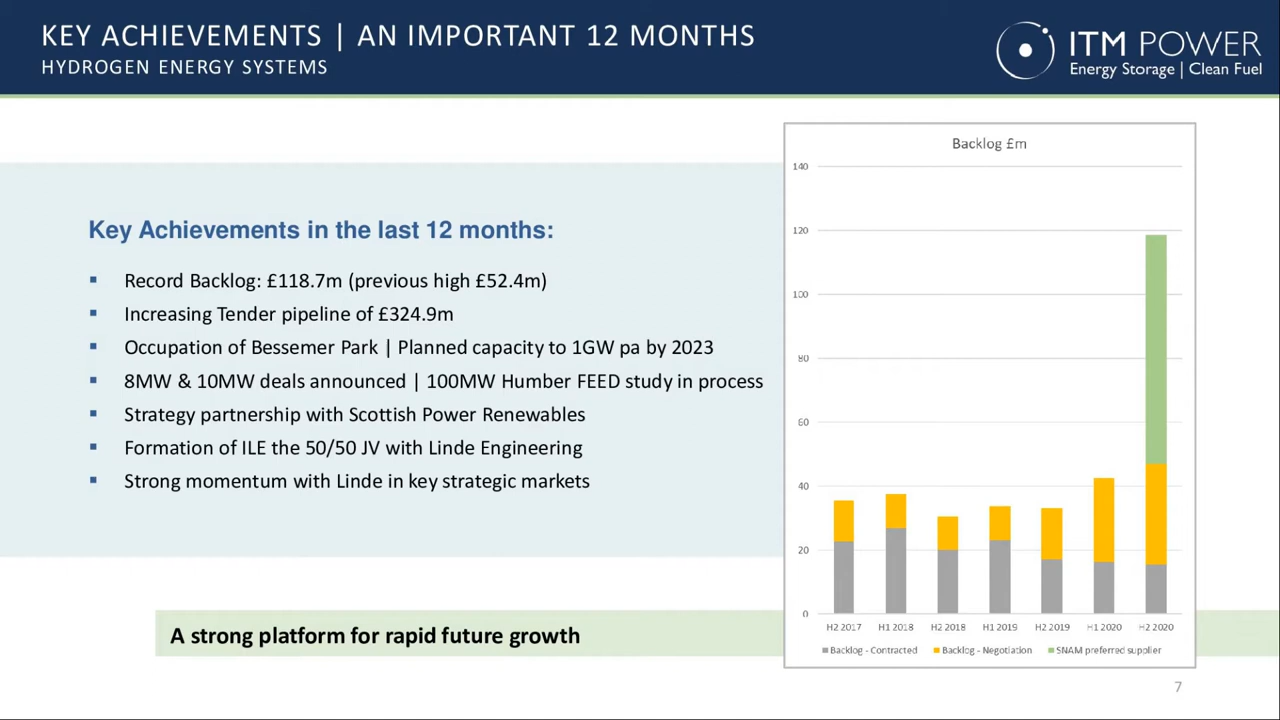 KEY ACHIEVEMENTS | AN IMPORTANT 12 MONTHS
HYDROGEN ENERGY SYSTEMS
ITM POWER
Energy Storage | Clean Fuel
Key Achievements in the last 12 months:
▪ Record Backlog: £118.7m (previous high £52.4m)
▪ Increasing Tender pipeline of £324.9m
▪ Occupation of Bessemer Park | Planned capacity to 1GW pa by 2023
▪ 8MW & 10MW deals announced | 100MW Humber FEED study in process
▪ Strategy partnership with Scottish Power Renewables
▪ Formation of ILE the 50/50 JV with Linde Engineering
▪ Strong momentum with Linde in key strategic markets
A strong platform for rapid future growth
Backlog £m
140
120
100
80
60
40
20
0
H2 2017 H1 2018 H2 2018 H1 2019 H2 2019 H1 2020 H2 2020
Backlog - Contracted Backlog - Negotiation SNAM preferred supplier
7